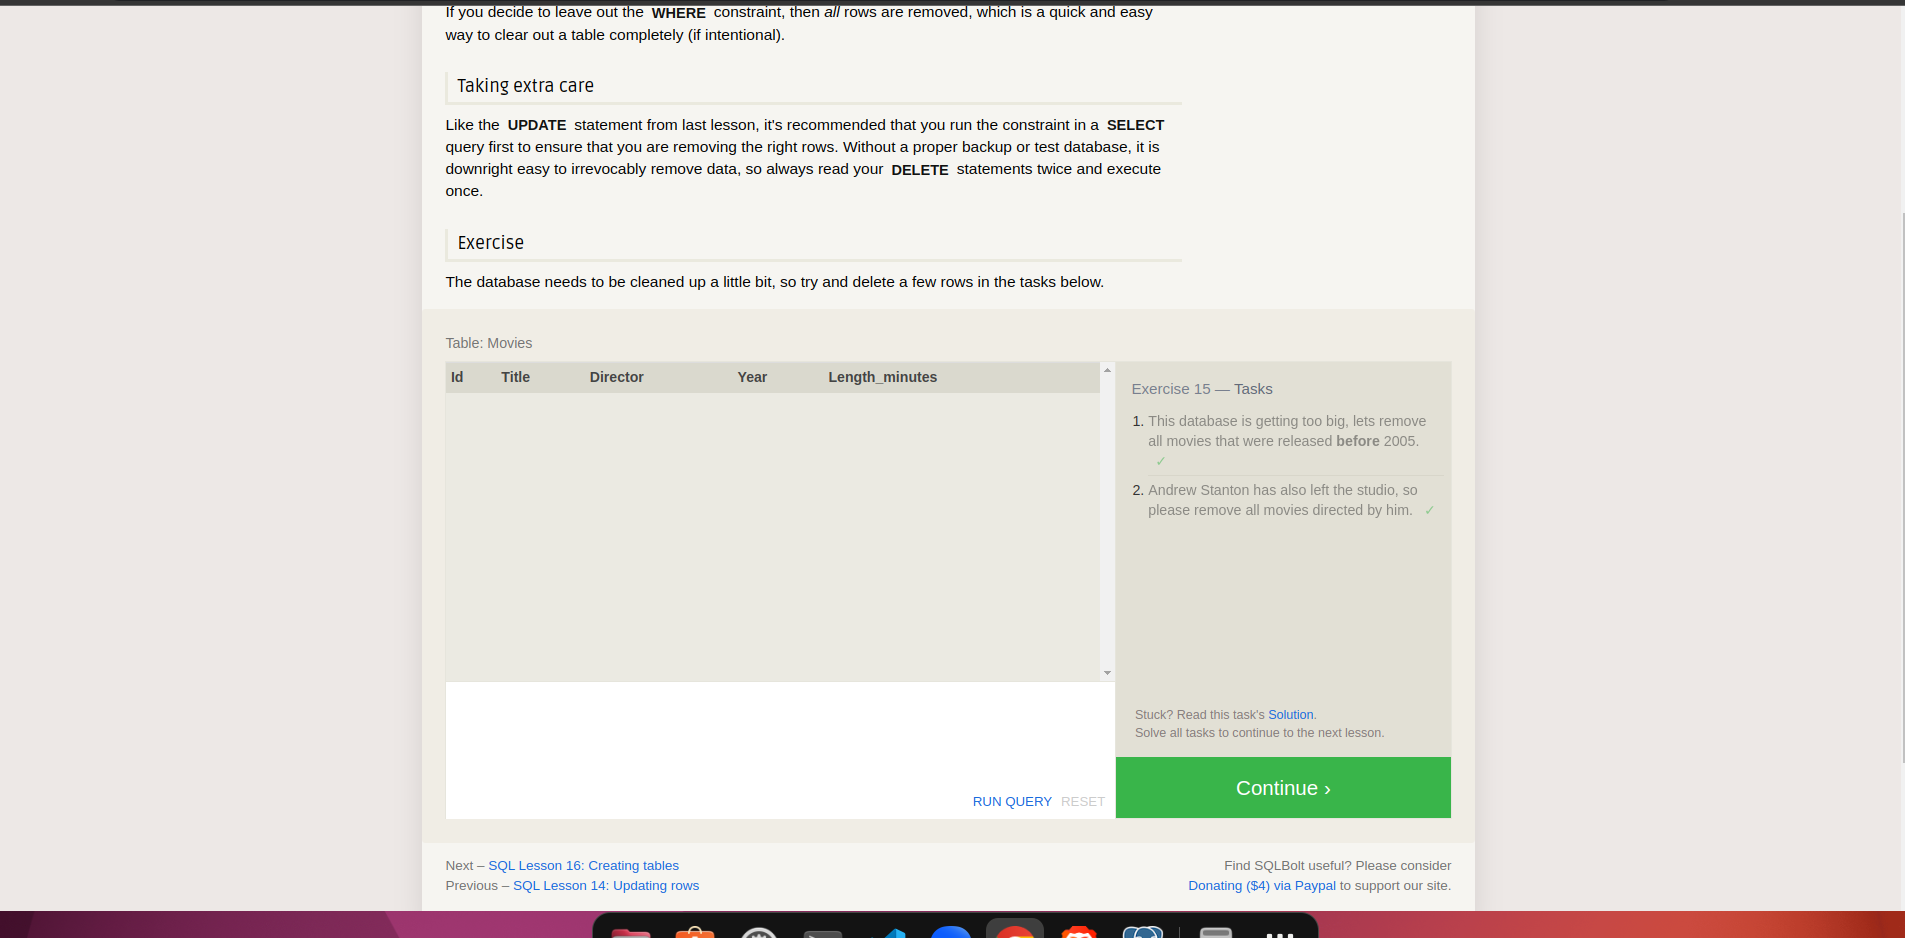 If you decide to leave out the WHERE constraint, then all rows are removed, which is a quick and easy
way to clear out a table completely (if intentional).
Taking extra care
Like the UPDATE statement from last lesson, it's recommended that you run the constraint in a SELECT
query first to ensure that you are removing the right rows. Without a proper backup or test database, it is
downright easy to irrevocably remove data, so always read your DELETE statements twice and execute
once.
Exercise
The database needs to be cleaned up a little bit, so try and delete a few rows in the tasks below.
Table: Movies
Id Title Director Year Length_minutes
Exercise 15 — Tasks
1. This database is getting too big, lets remove
all movies that were released before 2005.
✓
2. Andrew Stanton has also left the studio, so
please remove all movies directed by him. ✓
Stuck? Read this task's Solution.
Solve all tasks to continue to the next lesson.
RUN QUERY RESET
Continue ›
Next – SQL Lesson 16: Creating tables
Previous – SQL Lesson 14: Updating rows
Find SQLBolt useful? Please consider
Donating ($4) via Paypal to support our site.